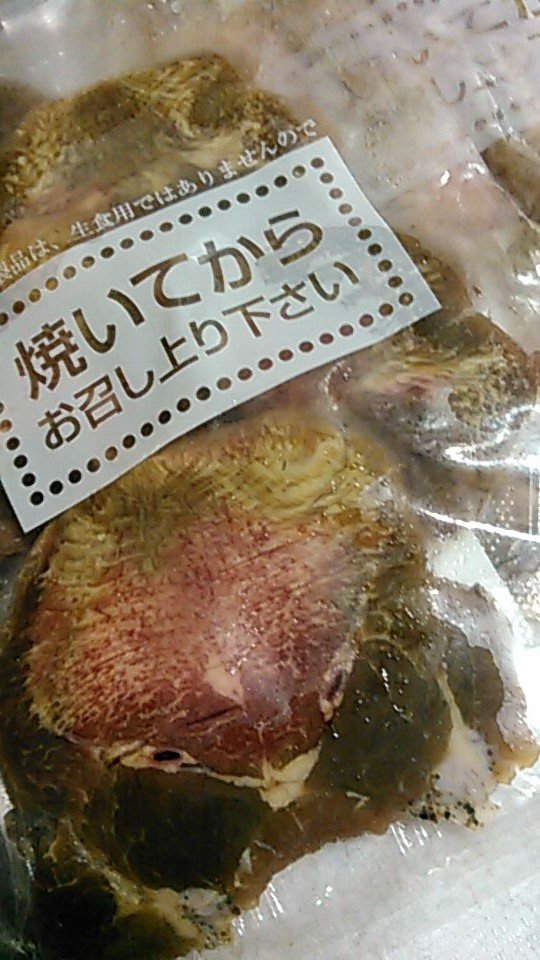 製品は、生食用ではありませんので
焼いてから
お召し上り下さい